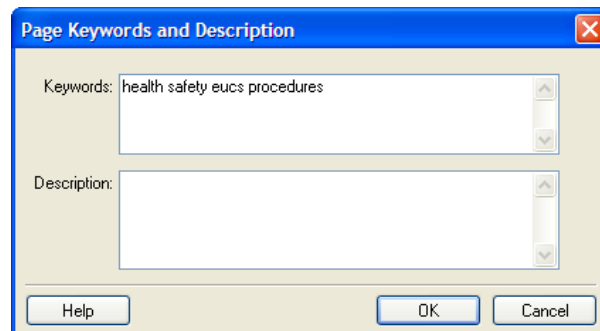 Page Keywords and Description
Keywords: health safety eucs procedures
Description:
Help OK Cancel